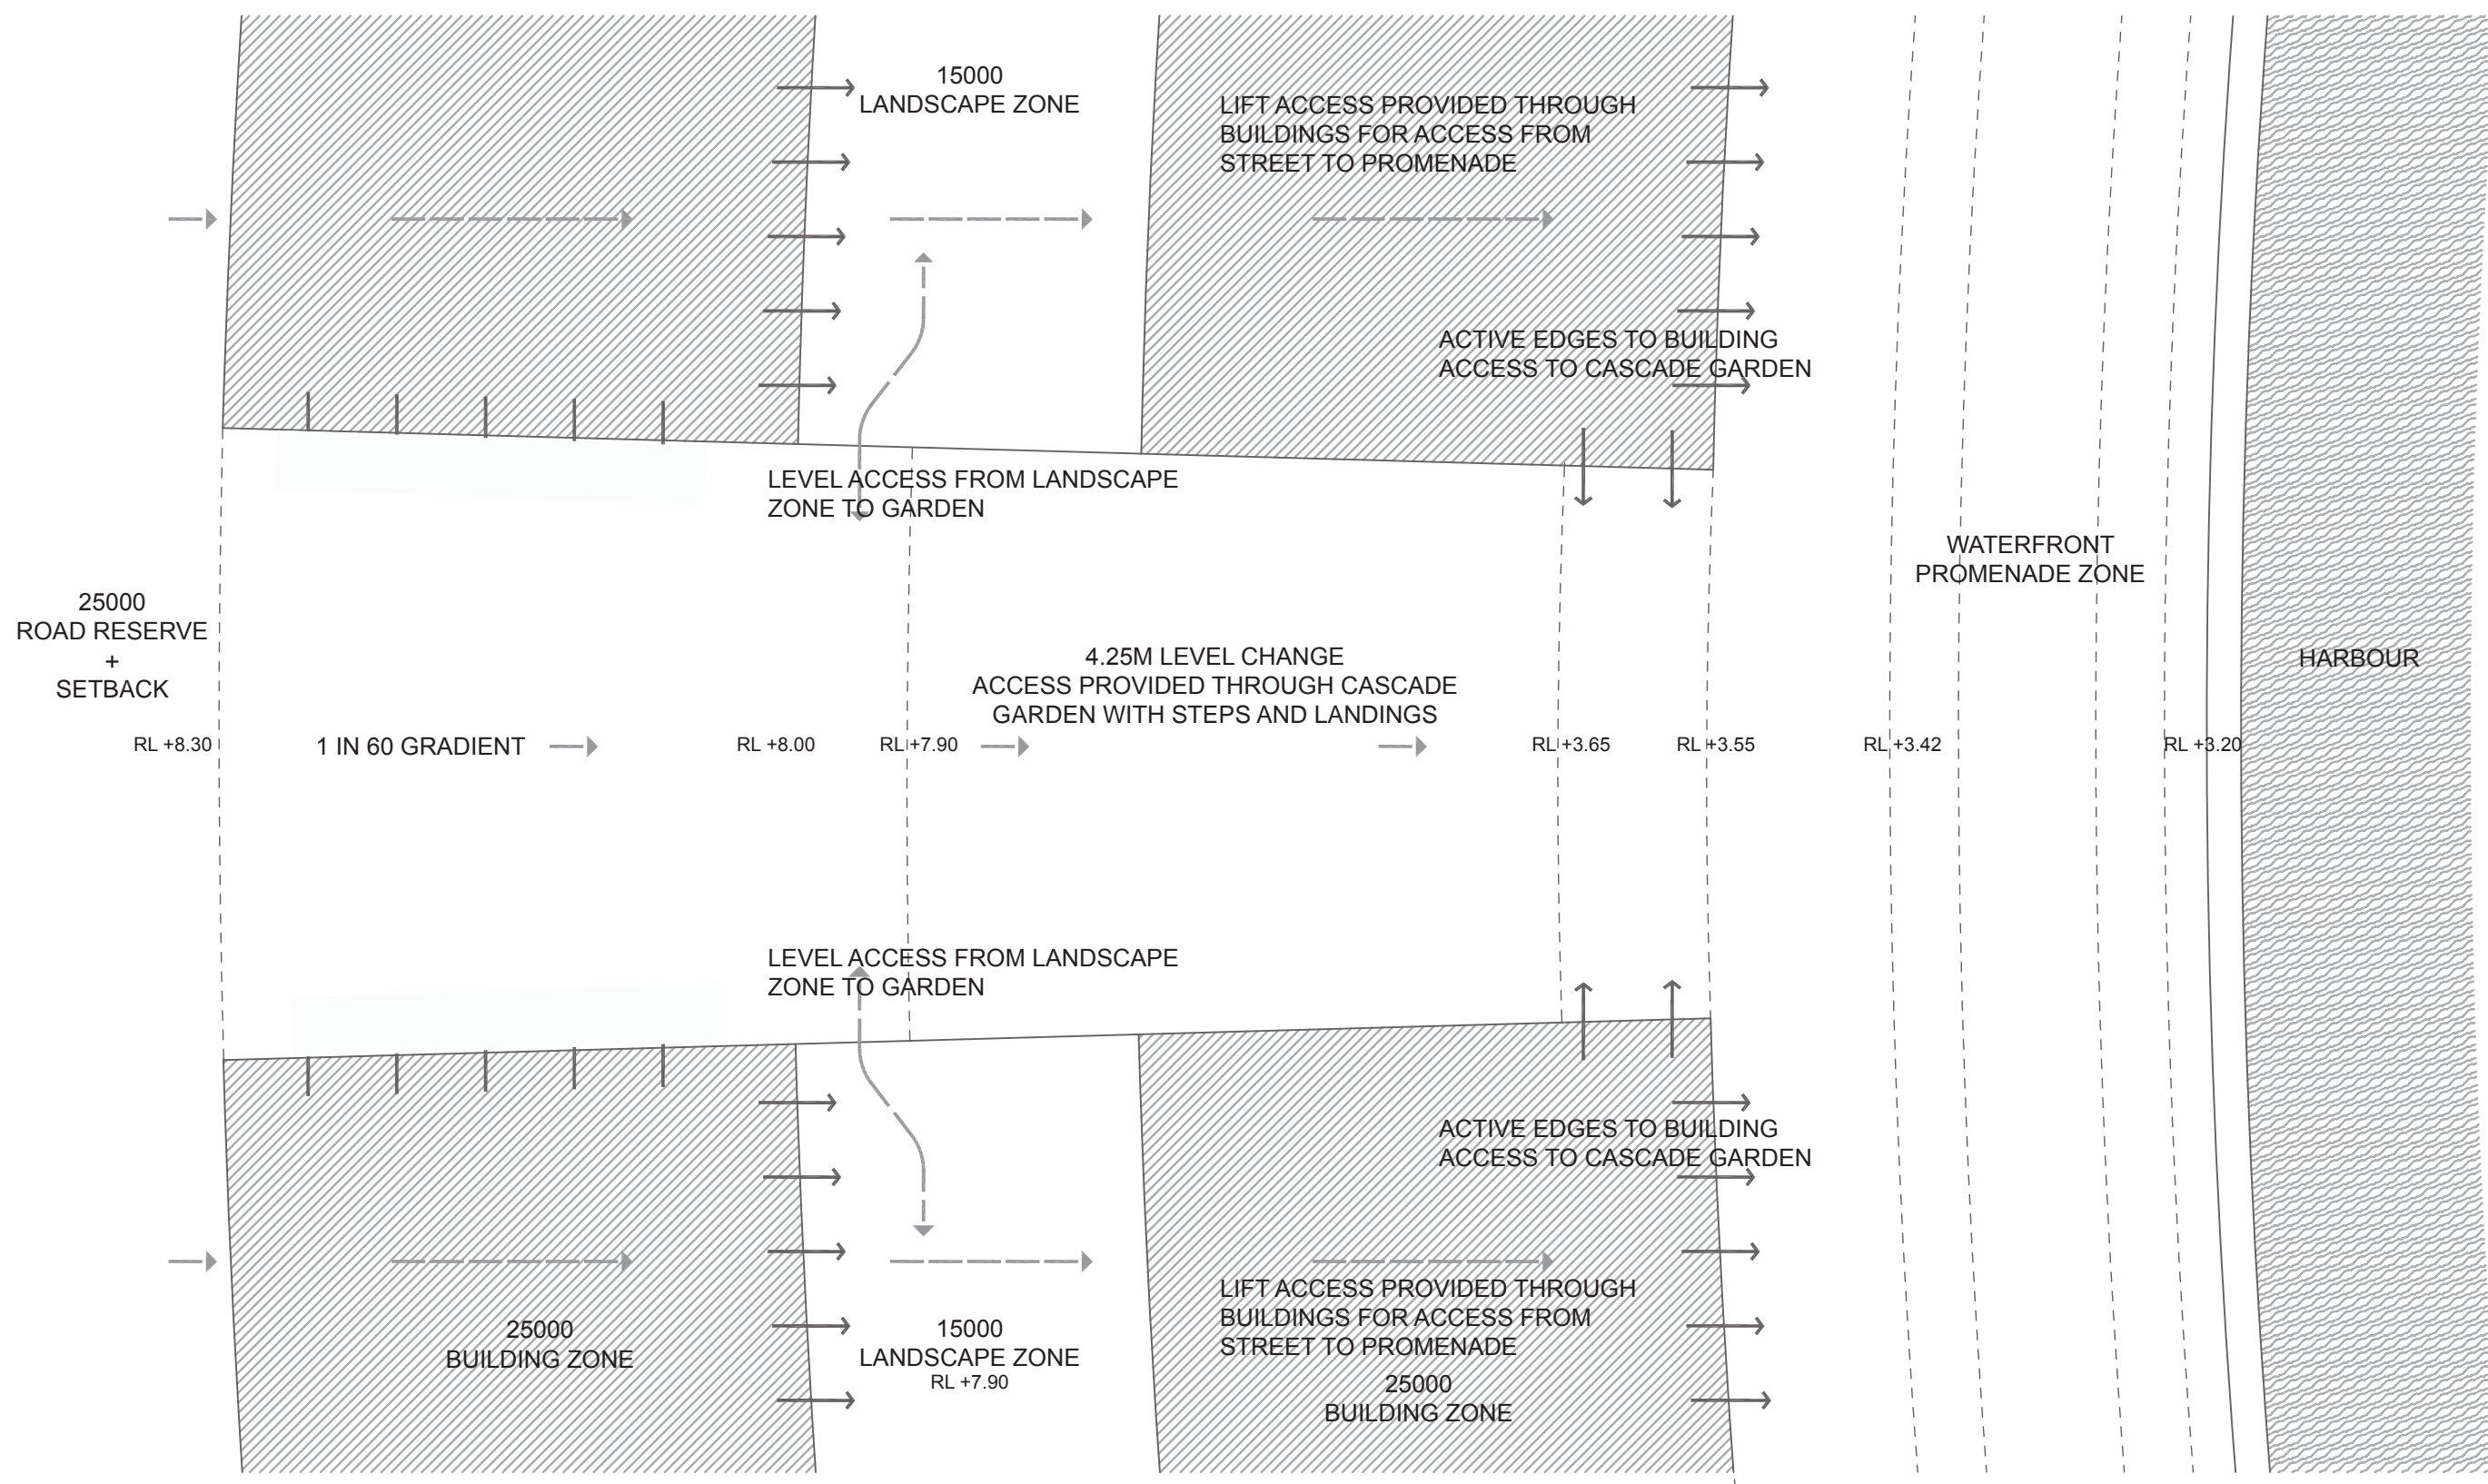 15000
LANDSCAPE ZONE
LIFT ACCESS PROVIDED THROUGH
BUILDINGS FOR ACCESS FROM
STREET TO PROMENADE
ACTIVE EDGES TO BUILDING
ACCESS TO CASCADE GARDEN
LEVEL ACCESS FROM LANDSCAPE
ZONE TO GARDEN
WATERFRONT
PROMENADE ZONE
25000
ROAD RESERVE
+
SETBACK
4.25M LEVEL CHANGE
ACCESS PROVIDED THROUGH CASCADE
GARDEN WITH STEPS AND LANDINGS
HARBOUR
RL +8.30
1 IN 60 GRADIENT
RL +8.00
RL +7.90
RL +3.65
RL +3.55
RL +3.42
RL +3.20
LEVEL ACCESS FROM LANDSCAPE
ZONE TO GARDEN
ACTIVE EDGES TO BUILDING
ACCESS TO CASCADE GARDEN
25000
BUILDING ZONE
15000
LANDSCAPE ZONE
RL +7.90
LIFT ACCESS PROVIDED THROUGH
BUILDINGS FOR ACCESS FROM
STREET TO PROMENADE
25000
BUILDING ZONE